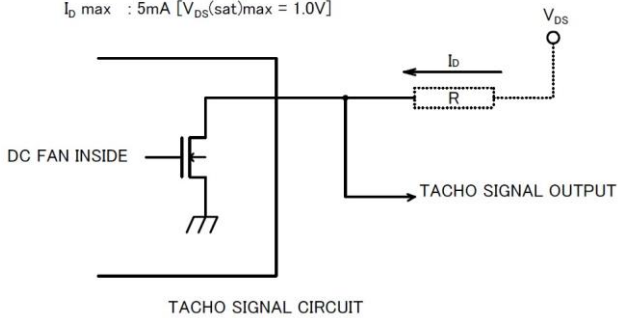 I_D max : 5mA [V_DS(sat)max = 1.0V]
V_DS
I_D
R
DC FAN INSIDE
TACHO SIGNAL OUTPUT
TACHO SIGNAL CIRCUIT